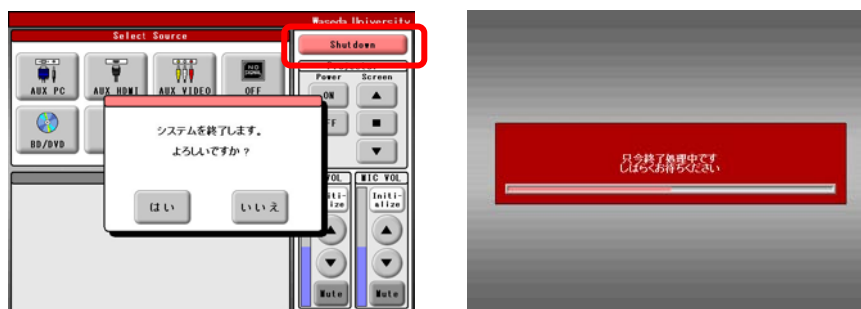 Waseda University
Select Source
Shutdown
Power Screen
AUX PC
AUX HDMI
AUX VIDEO
NO SIGNAL
OFF
ON
BD/DVD
システムを終了します。
よろしいですか?
はい
いいえ
VOL
MIC VOL
Initi-
alize
Mute
Mute
只今終了処理中です
しばらくお待ちください